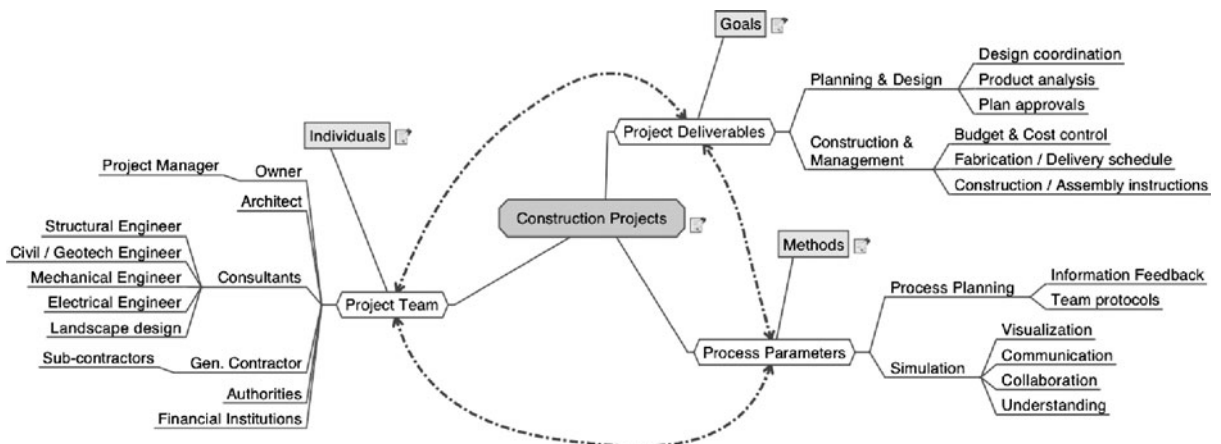 Goals
Design coordination
Planning & Design
Product analysis
Plan approvals
Individuals
Project Deliverables
Budget & Cost control
Construction &
Management
Fabrication / Delivery schedule
Construction / Assembly instructions
Project Manager
Owner
Architect
Construction Projects
Structural Engineer
Civil / Geotech Engineer
Mechanical Engineer
Consultants
Electrical Engineer
Landscape design
Project Team
Methods
Information Feedback
Process Planning
Team protocols
Sub-contractors
Gen. Contractor
Process Parameters
Visualization
Simulation
Communication
Collaboration
Understanding
Authorities
Financial Institutions